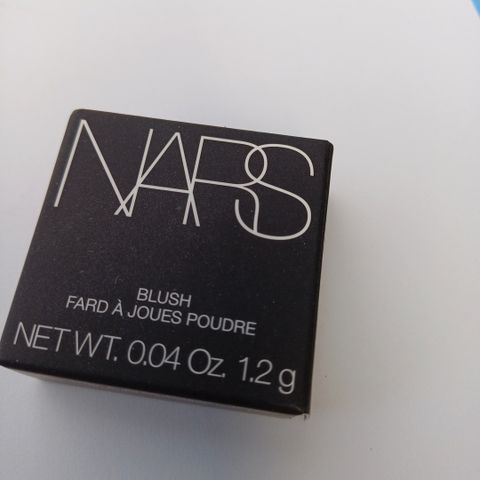 NARS
BLUSH
FARD À JOUES POUDRE
NET WT. 0.04 Oz. 1.2 g